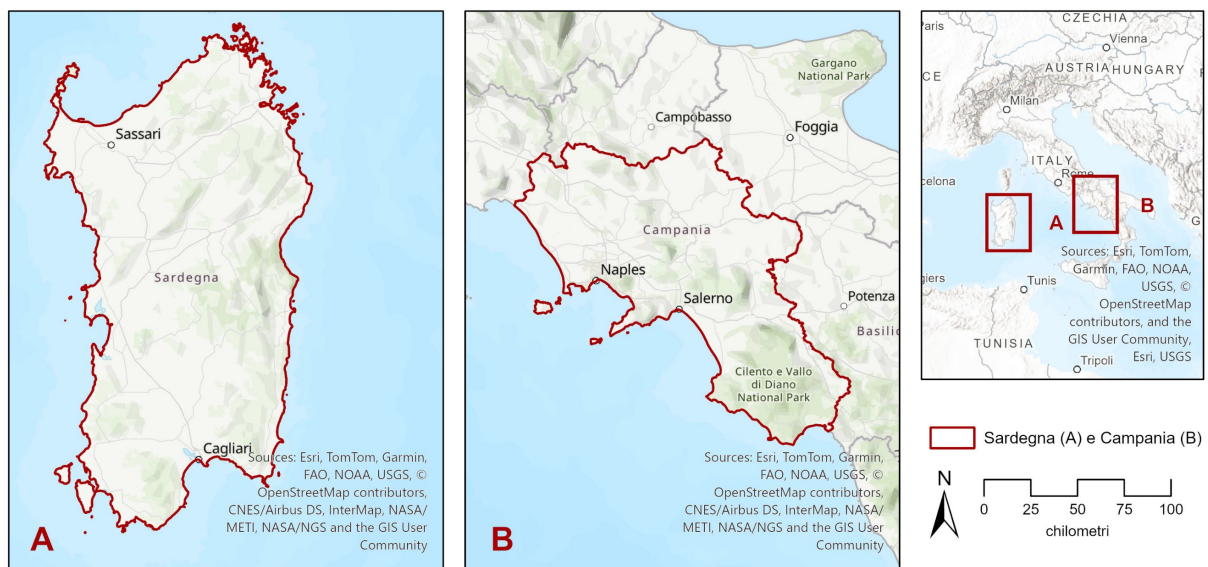 Sassari
Sardegna
Cagliari
Sources: Esri, TomTom, Garmin,
FAO, NOAA, USGS, ©
OpenStreetMap contributors,
CNES/Airbus DS, InterMap, NASA/
METI, NASA/NGS and the GIS User
Community
A
Gargano
National Park
Campobasso
Foggia
Campania
Naples
Salerno
Potenza
Basilic
Cilento e Vallo
di Diano
National Park
Sources: Esri, TomTom, Garmin,
FAO, NOAA, USGS, ©
OpenStreetMap contributors,
CNES/Airbus DS, InterMap, NASA/
METI, NASA/NGS and the GIS User
Community
B
Paris
CZECHIA
Vienna
CE
AUSTRIA
HUNGARY
Milan
ITALY
Rome
celona
A
B
G
Sources: Esri, TomTom,
Garmin, FAO, NOAA,
USGS, ©
OpenStreetMap
contributors, and the
GIS User Community,
Esri, USGS
giers
Tunis
TUNISIA
Tripoli
Sardegna (A) e Campania (B)
N
0 25 50 75 100
chilometri